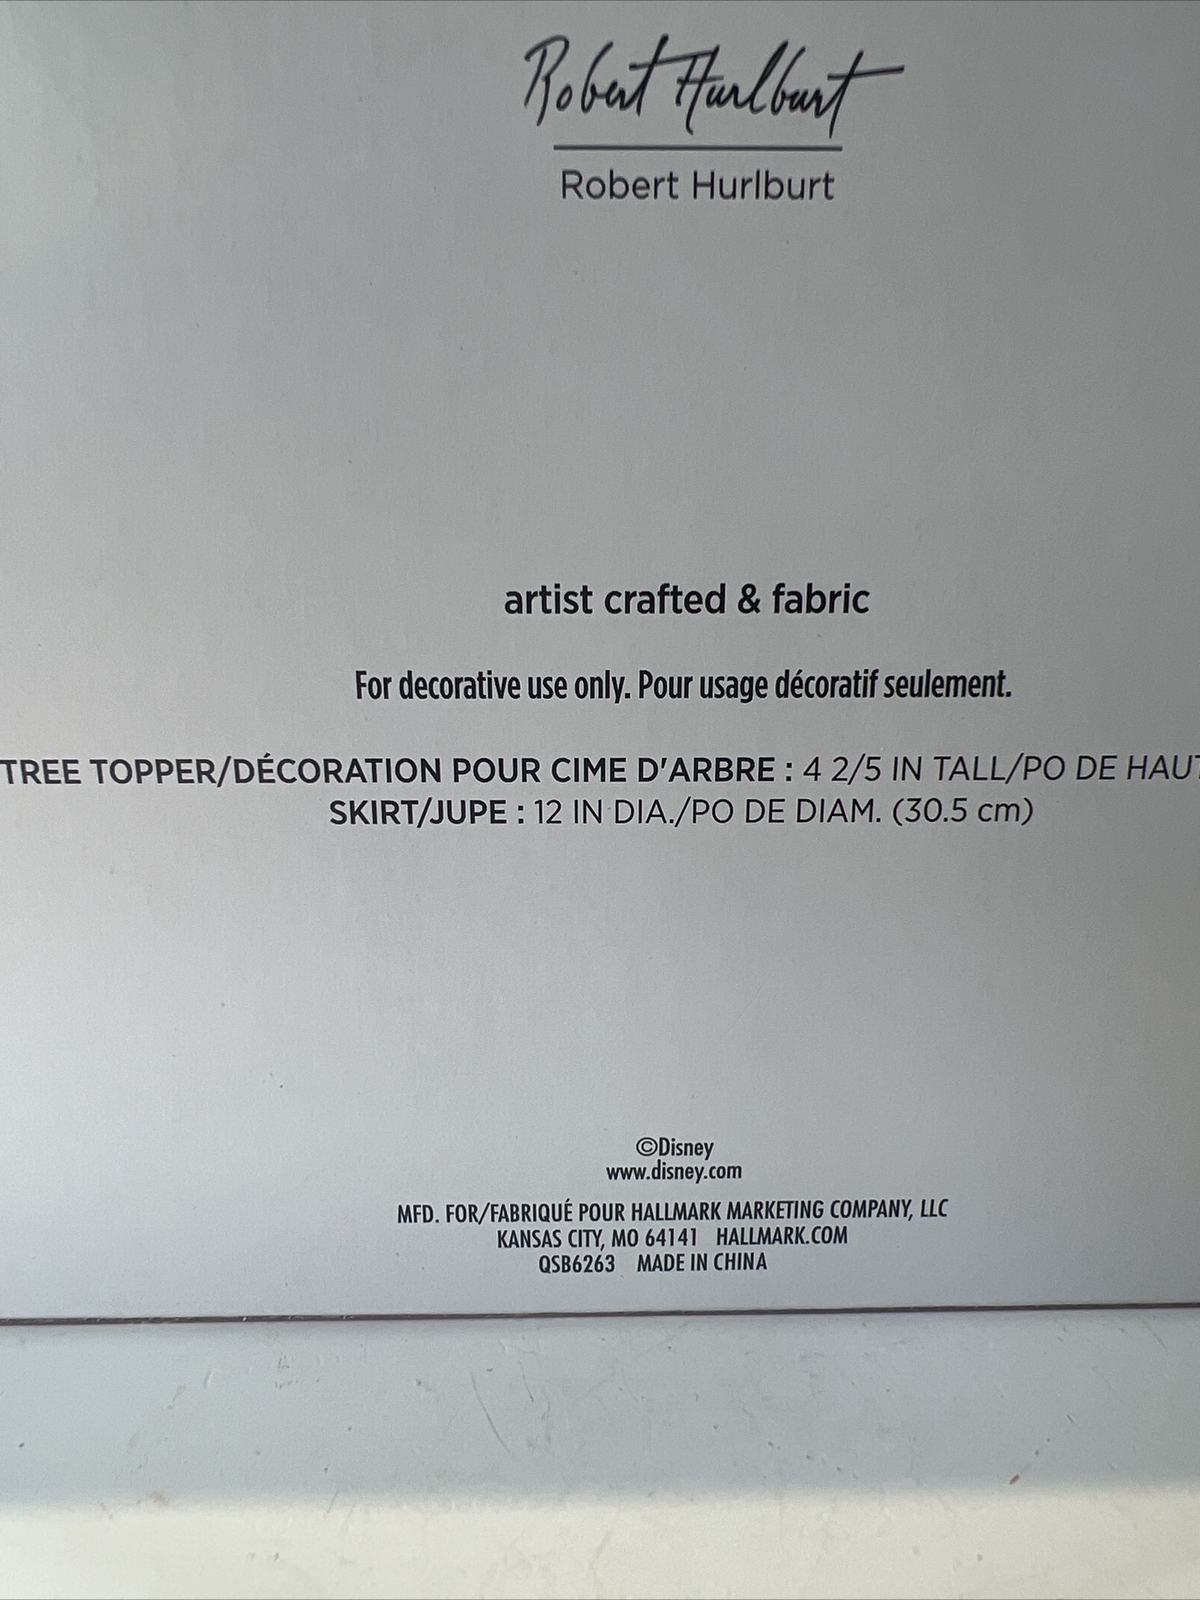 Robert Hurlburt
Robert Hurlburt
artist crafted & fabric
For decorative use only. Pour usage décoratif seulement.
TREE TOPPER/DÉCORATION POUR CIME D'ARBRE : 4 2/5 IN TALL/PO DE HAUT
SKIRT/JUPE : 12 IN DIA./PO DE DIAM. (30.5 cm)
©Disney
www.disney.com
MFD. FOR/FABRIQUÉ POUR HALLMARK MARKETING COMPANY, LLC
KANSAS CITY, MO 64141 HALLMARK.COM
QSB6263 MADE IN CHINA